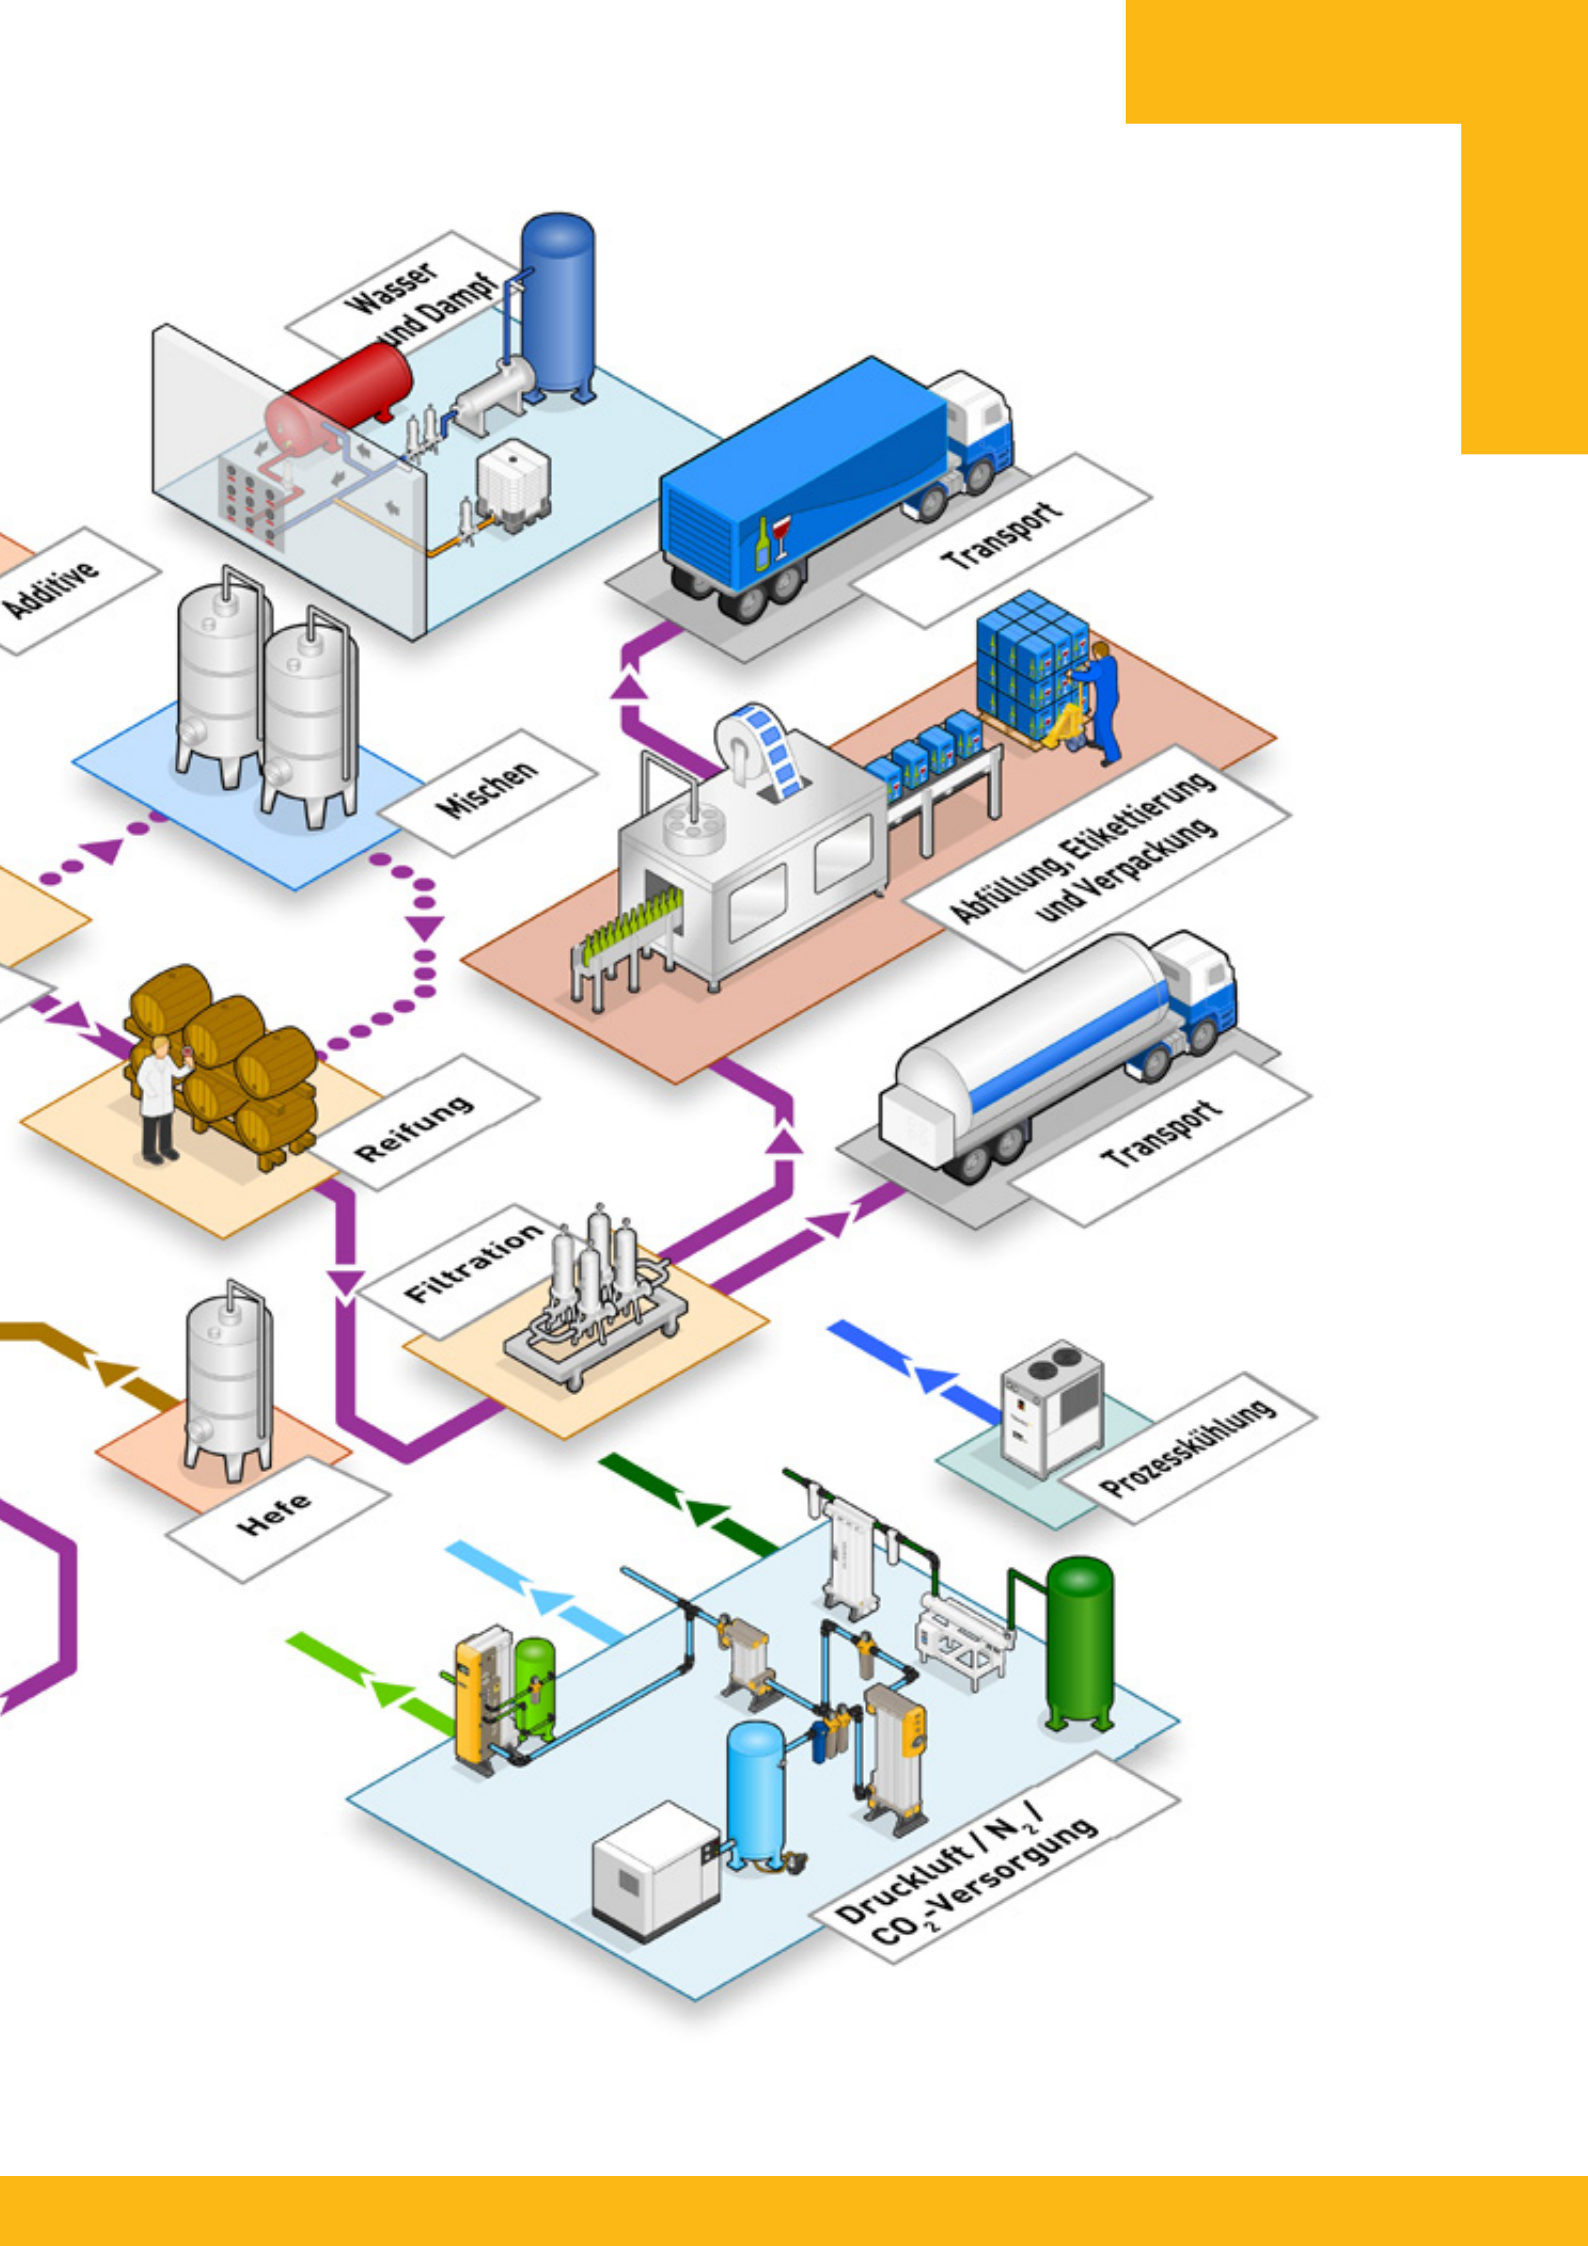 Wasser
und Dampf
Transport
Additive
Mischen
Abfüllung, Etikettierung
und Verpackung
Reifung
Transport
Filtration
Prozesskühlung
Hefe
Druckluft / N₂ /
CO₂-Versorgung